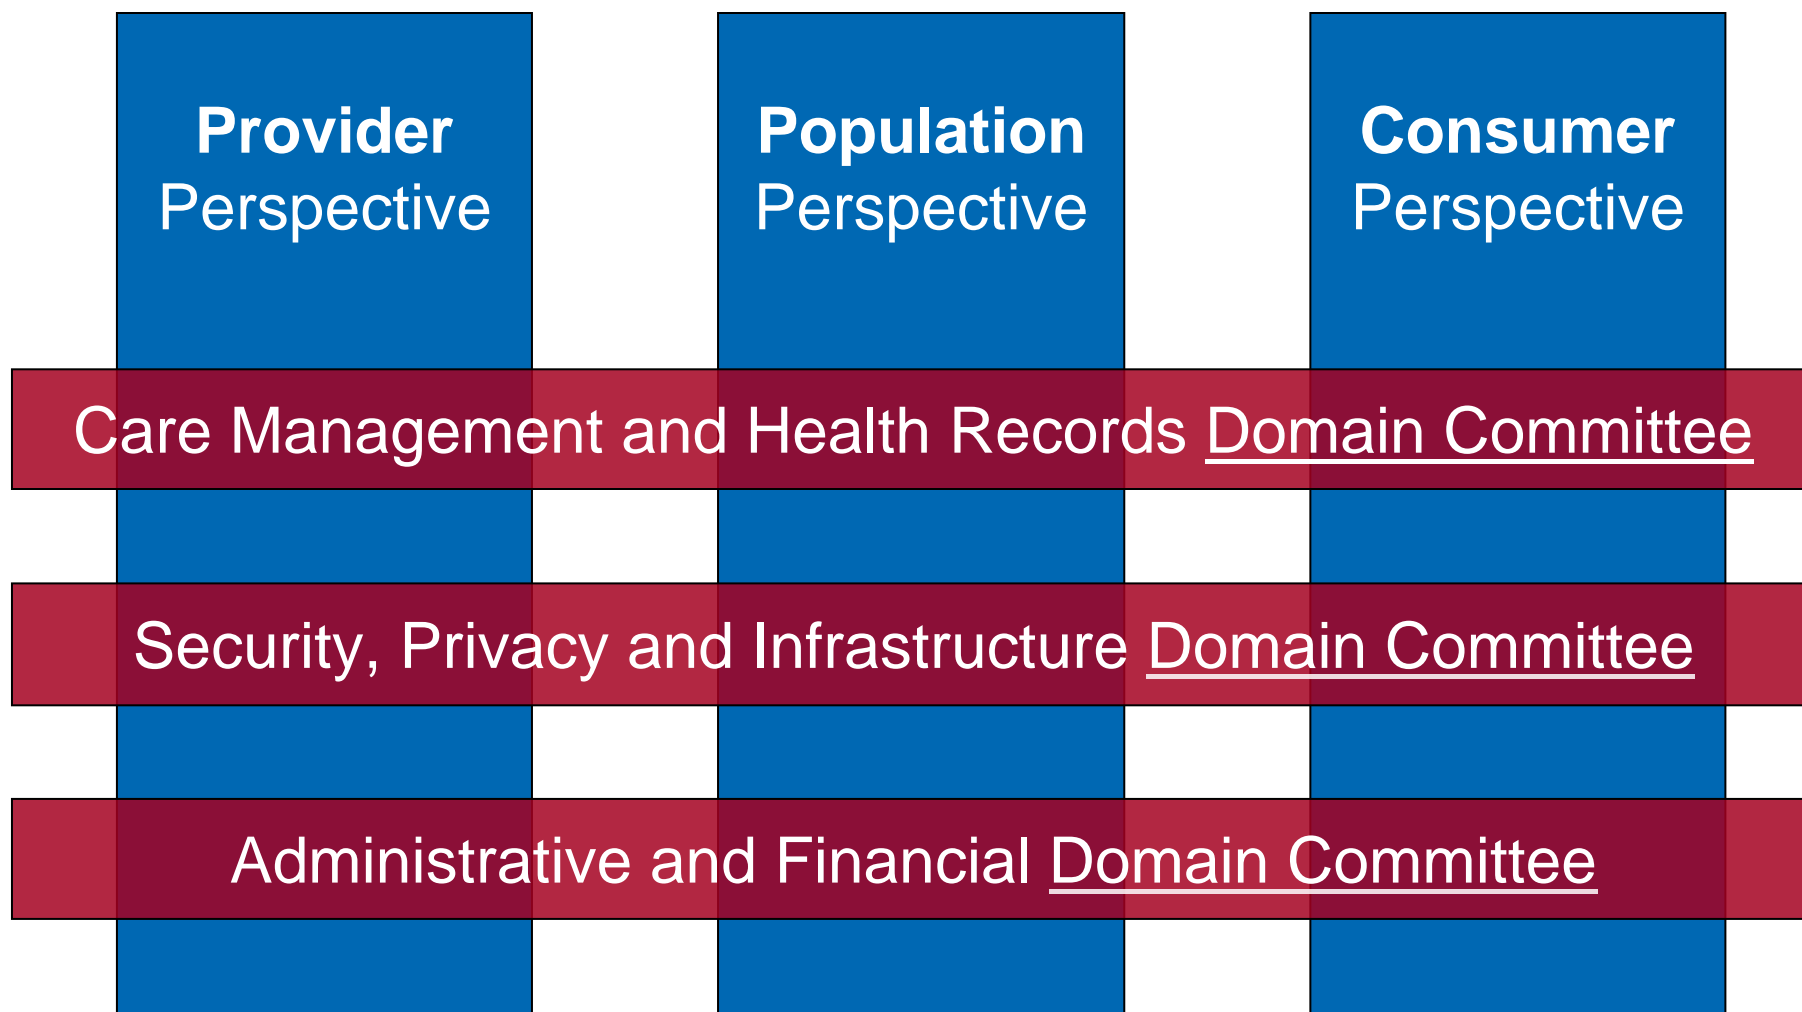 Provider
Perspective
Population
Perspective
Consumer
Perspective
Care Management and Health Records Domain Committee
Security, Privacy and Infrastructure Domain Committee
Administrative and Financial Domain Committee